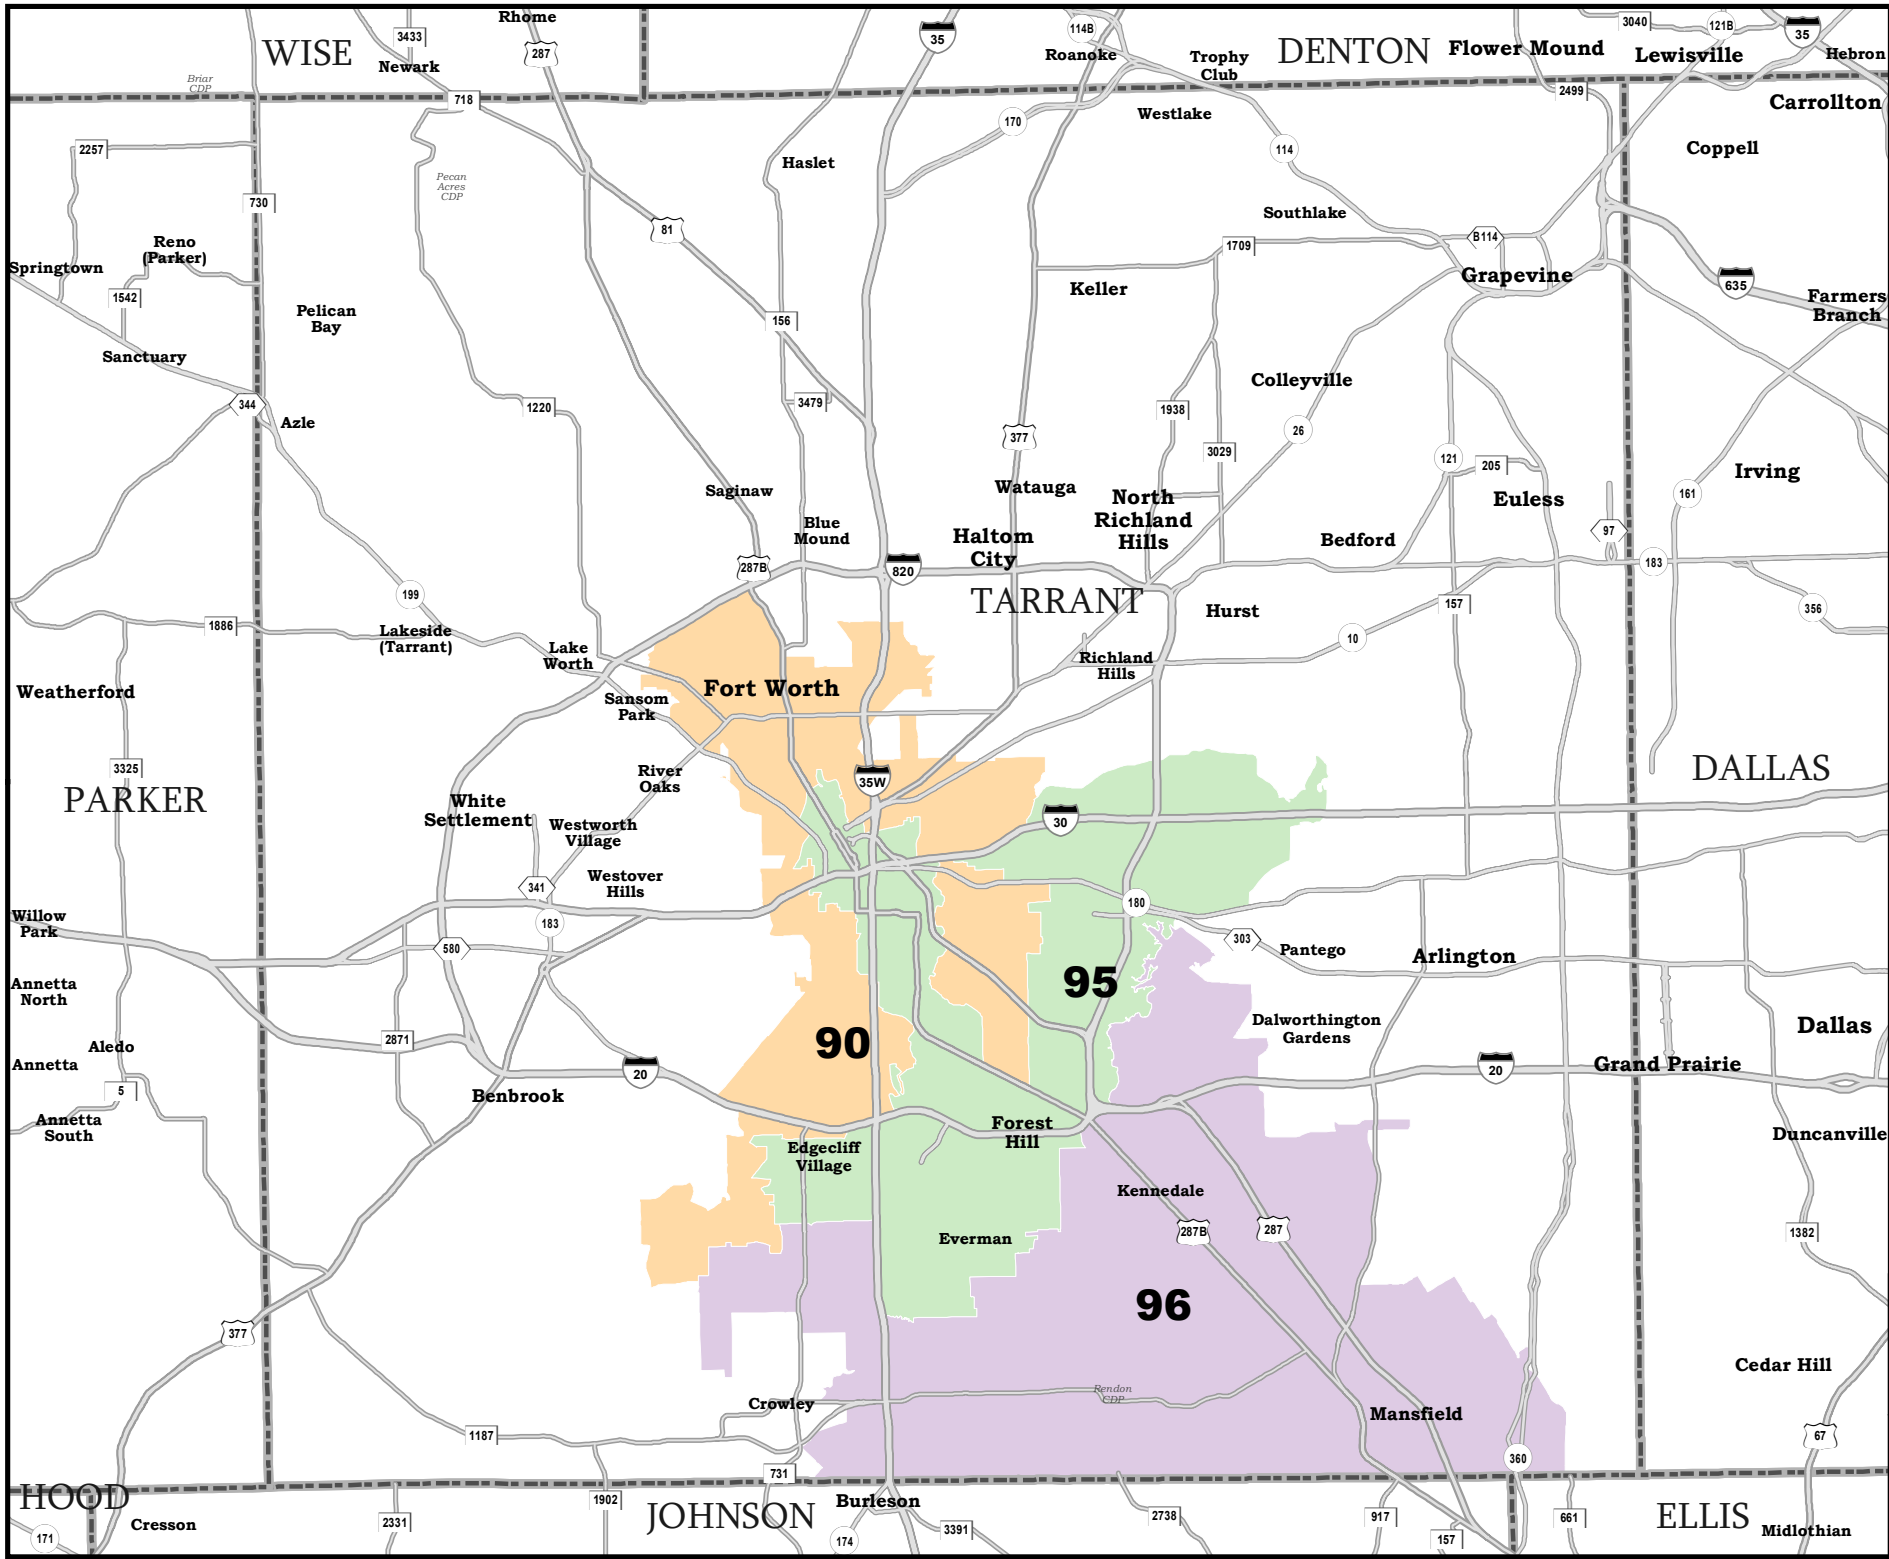 Rhome
3040
121B
3433
WISE
287
35
114B
Roanoke
Trophy
Club
DENTON
Flower Mound
Lewisville
35
Hebron
Newark
Briar
CDP
718
2499
Carrollton
170
Westlake
114
Coppell
2257
Haslet
Pecan
Acres
CDP
730
81
Southlake
B114
1709
Reno
(Parker)
Springtown
1542
Keller
Grapevine
635
Farmers
Branch
Pelican
Bay
156
Sanctuary
344
Azle
1220
3479
Colleyville
1938
26
377
3029
121
205
Irving
161
Saginaw
Watauga
North
Richland
Hills
Euless
Blue
Mound
Haltom
City
Bedford
97
287B
820
183
TARRANT
199
Hurst
157
356
1886
Lakeside
(Tarrant)
10
Lake
Worth
Richland
Hills
Weatherford
Fort Worth
Sansom
Park
3325
River
Oaks
35W
DALLAS
PARKER
White
Settlement
Westworth
Village
30
341
Westover
Hills
180
Willow
Park
183
580
303
Pantego
Arlington
Annetta
North
95
Dalworthington
Gardens
Dallas
2871
90
Aledo
Annetta
5
20
20
Grand Prairie
Benbrook
Annetta
South
Forest
Hill
Duncanville
Edgecliff
Village
Kennedale
287B
287
1382
Everman
96
377
Cedar Hill
Rendon
CDP
Crowley
Mansfield
1187
67
731
360
HOOD
1902
JOHNSON
Burleson
ELLIS
171
Cresson
2331
174
3391
2738
917
157
661
Midlothian